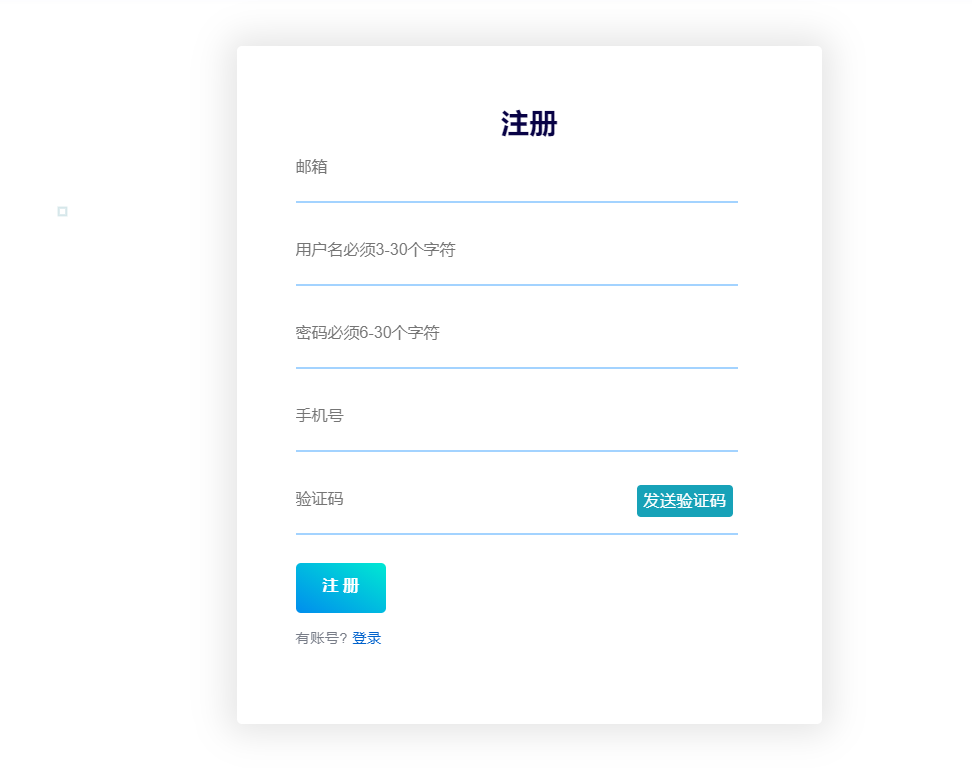 注册
邮箱
用户名必须3-30个字符
密码必须6-30个字符
手机号
验证码 发送验证码
注册
有账号? 登录